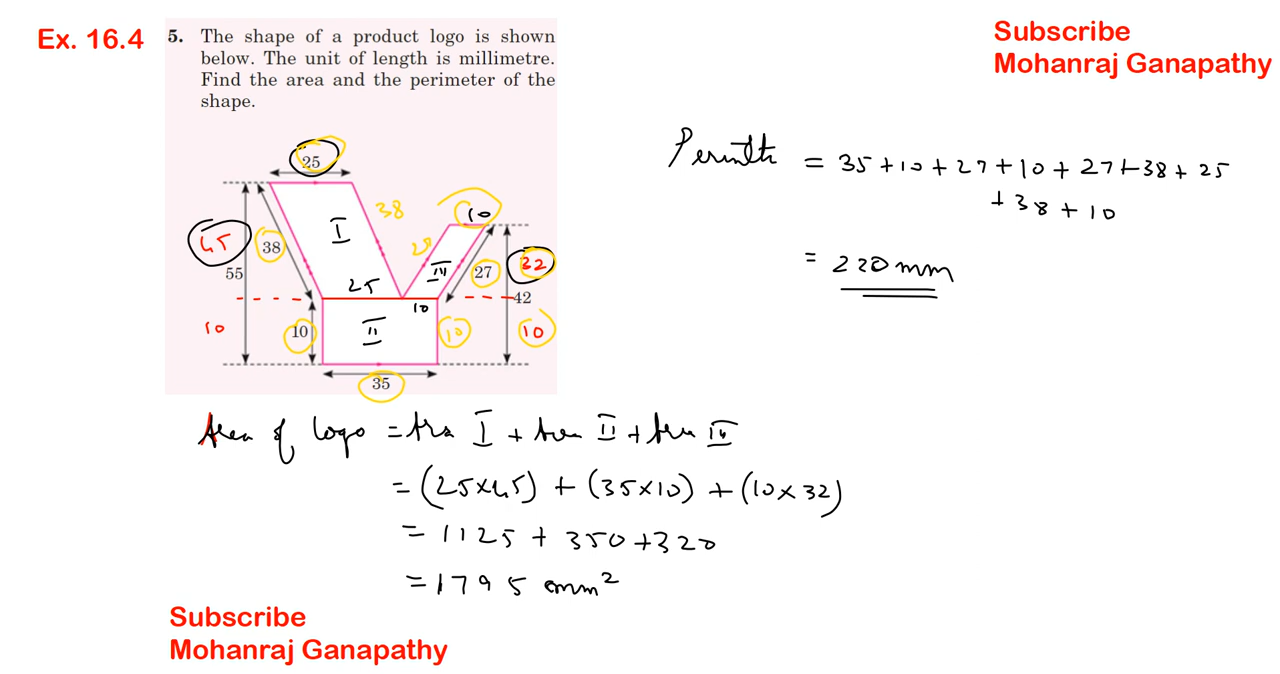 Ex. 16.4
5. The shape of a product logo is shown
below. The unit of length is millimetre.
Find the area and the perimeter of the
shape.
Subscribe
Mohanraj Ganapathy
25
38
10
45
38
I
28
III
27
32
55
25
42
10
10
10
II
10
10
35
= 35 + 10 + 27 + 10 + 27 + 38 + 25
+ 38 + 10
= 220 mm
Area of logo = Area I + Area II + Area III
= (25 × 45) + (35 × 10) + (10 × 32)
= 1125 + 350 + 320
= 1795 mm²
Subscribe
Mohanraj Ganapathy